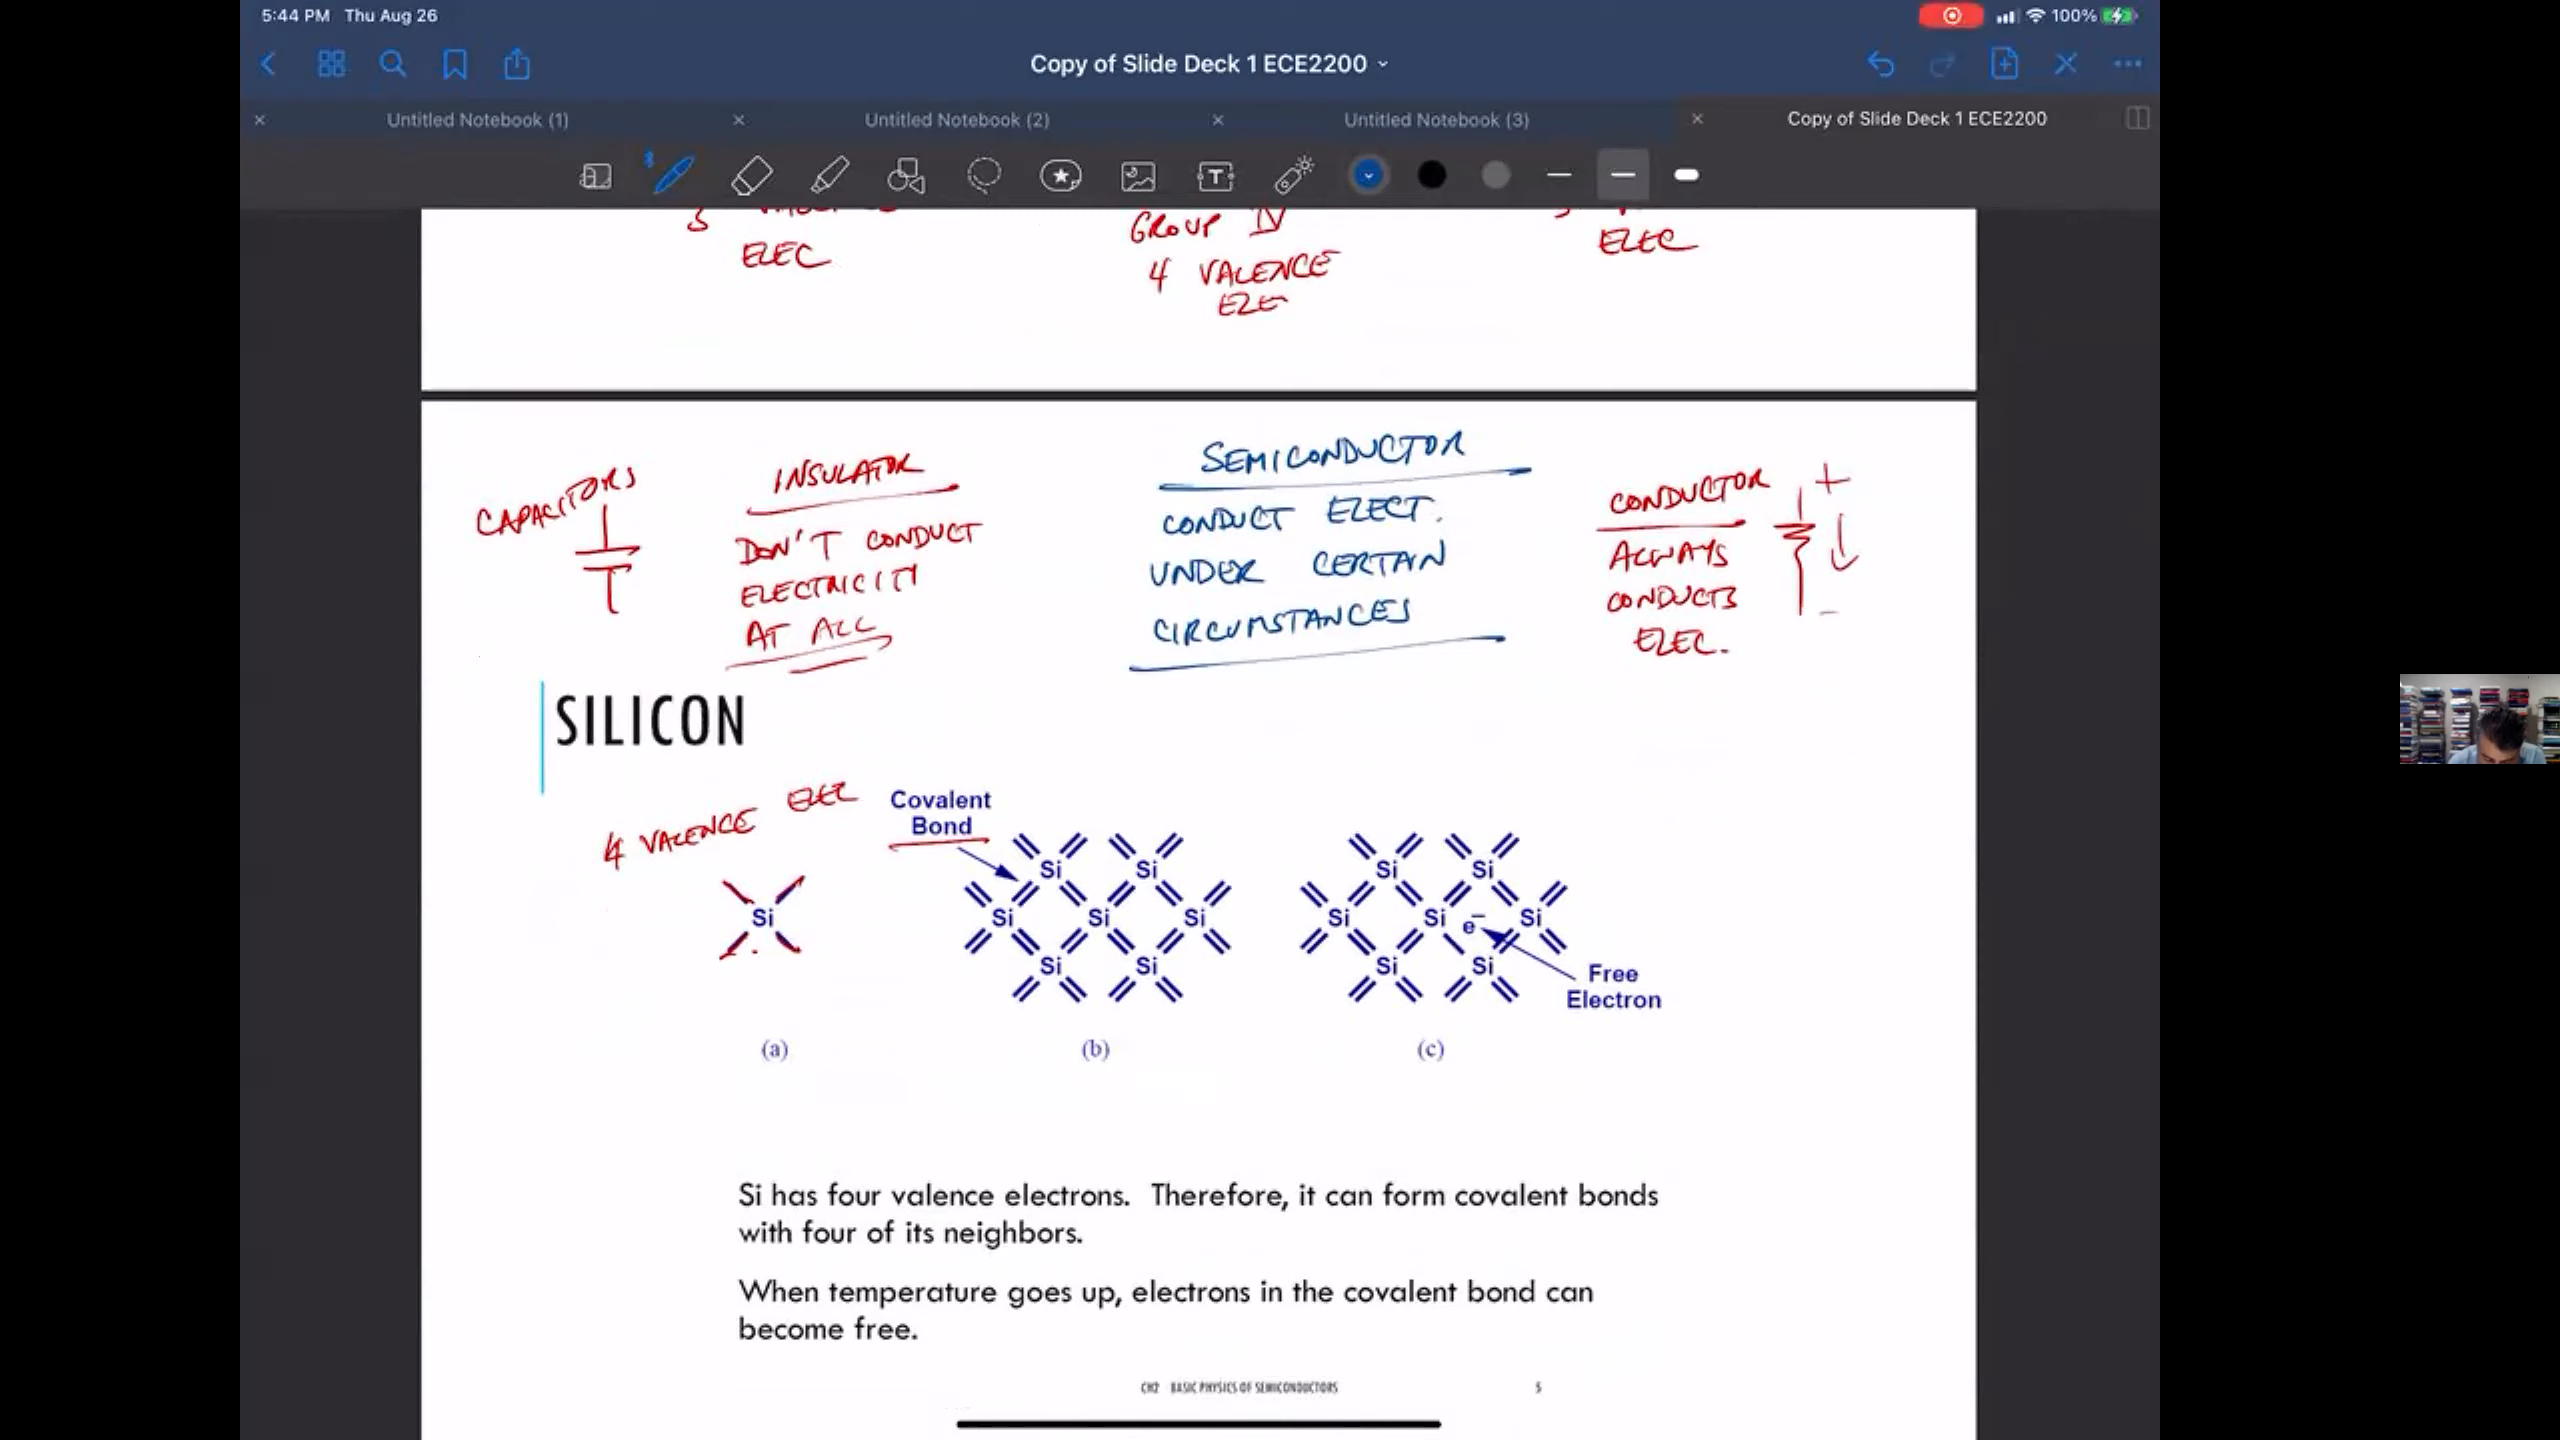 5:44 PM Thu Aug 26
100%
Copy of Slide Deck 1 ECE2200
Untitled Notebook (1)
Untitled Notebook (2)
Untitled Notebook (3)
Copy of Slide Deck 1 ECE2200
ELEC
GROUP IV
4 VALENCE
ELE
ELEC
CAPACITORS
INSULATOR
DON'T CONDUCT
ELECTRICITY
AT ALL
SEMICONDUCTOR
CONDUCT ELECT.
UNDER CERTAIN
CIRCUMSTANCES
CONDUCTOR
ALWAYS
CONDUCTS
ELEC.
+
-
SILICON
4 VALENCE ELEC
Covalent
Bond
Si
Si Si
Si Si Si
Si Si
Si Si
Si e− Si
Si
Si Si
Free
Electron
(a) (b) (c)
Si has four valence electrons. Therefore, it can form covalent bonds
with four of its neighbors.
When temperature goes up, electrons in the covalent bond can
become free.
CH2 BASIC PHYSICS OF SEMICONDUCTORS 5